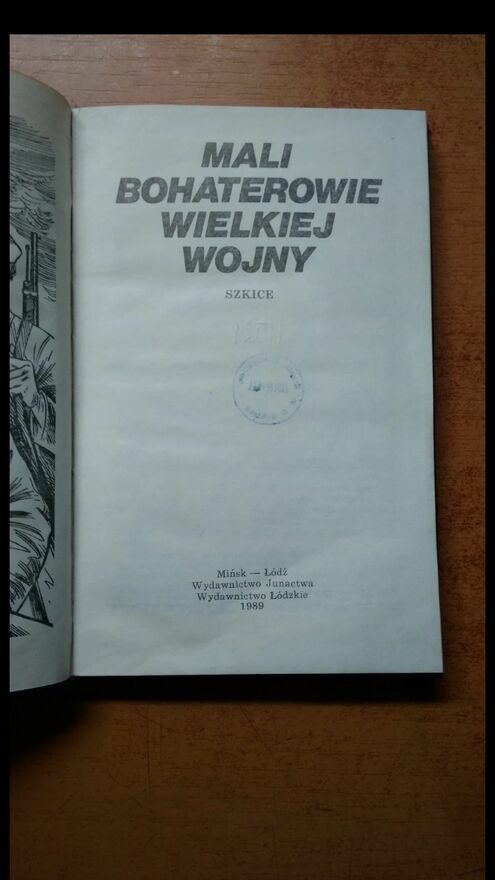 MALI
BOHATEROWIE
WIELKIEJ
WOJNY
SZKICE
Mińsk — Łódź
Wydawnictwo Junactwa
Wydawnictwo Łódzkie
1989